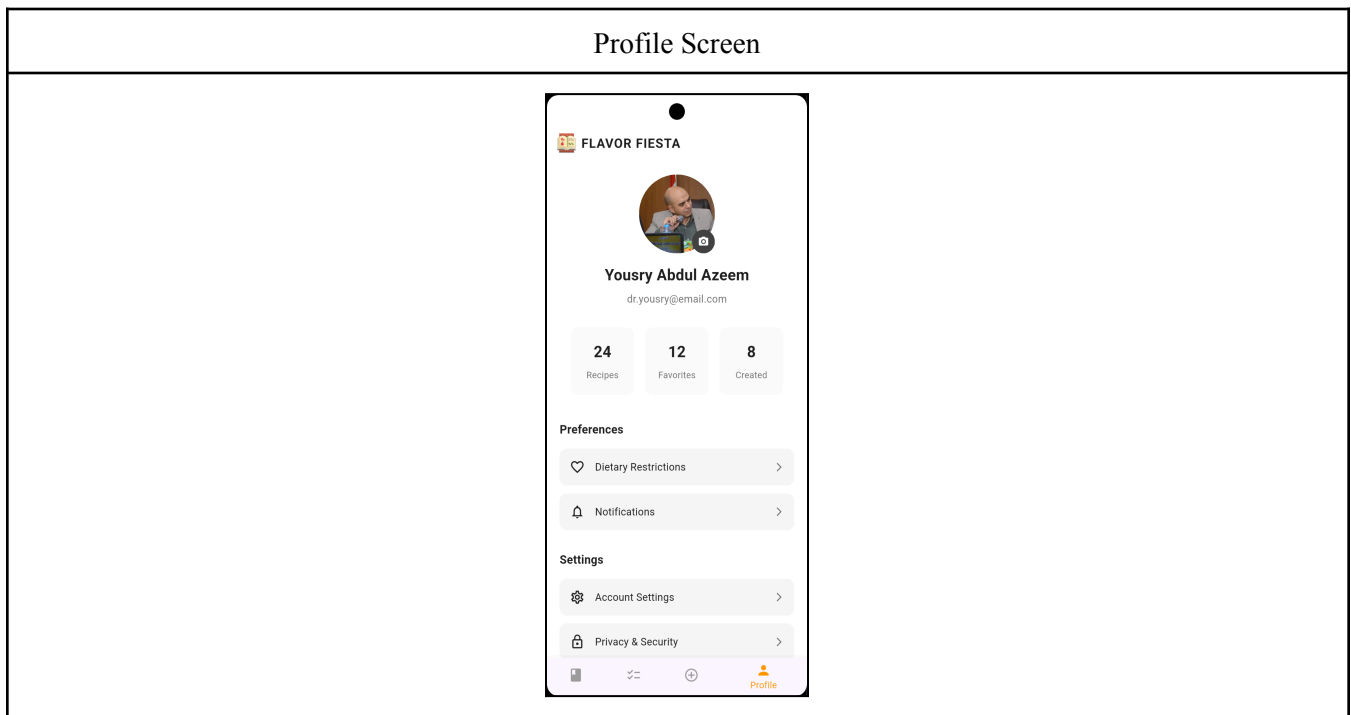 Profile Screen
FLAVOR FIESTA
Yousry Abdul Azeem
dr.yousry@email.com
24 12 8
Recipes Favorites Created
Preferences
Dietary Restrictions
Notifications
Settings
Account Settings
Privacy & Security
Profile